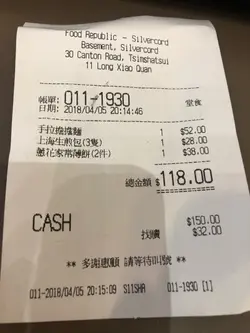 Food Republic - Silvercord
Basement, Silvercord
30 Canton Road, Tsimshatsui
11 Long Xiao Quan
帳單: 011-1930 堂食
日期: 2018/04/05 20:14:46
手拉擔擔麵 1 $52.00
上海生煎包(3隻) 1 $28.00
蔥花家常薄餅(2件) 1 $38.00
總金額 $118.00
CASH $150.00
找贖 $32.00
** 多謝惠顧 請等待叫號 **
011-2018/04/05 20:15:09 S11SHA 011-1930 [1]